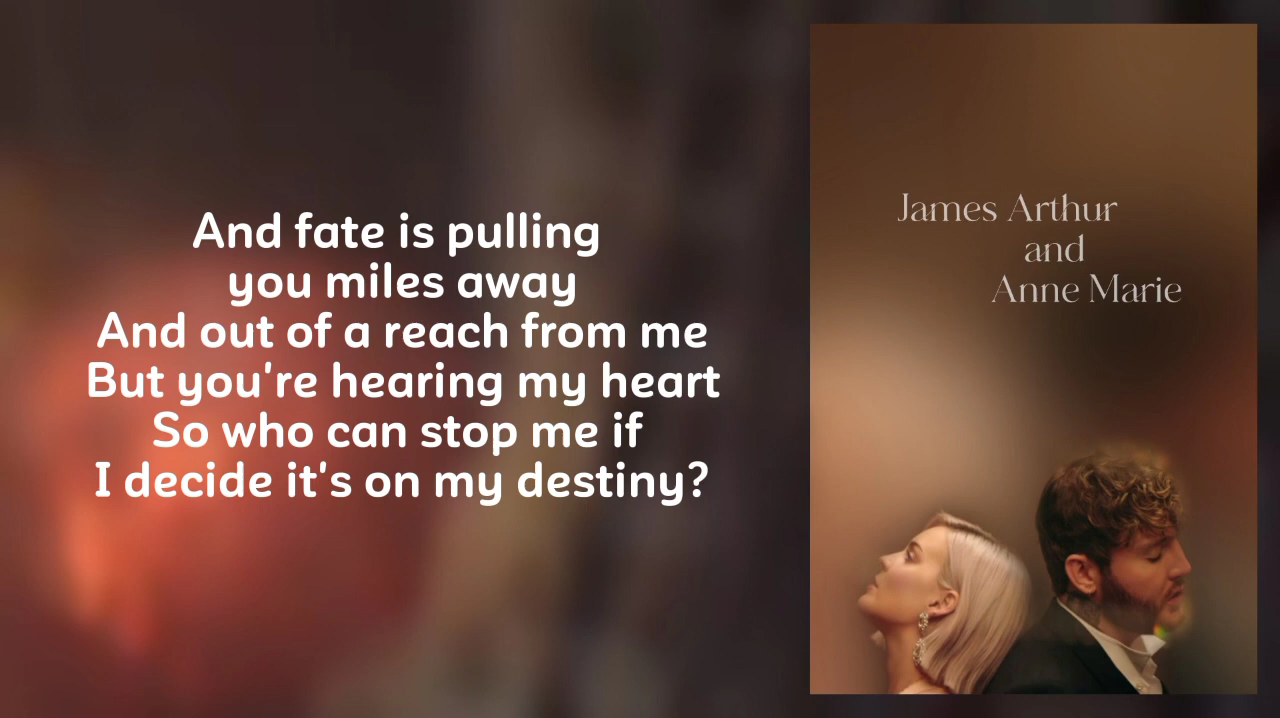 And fate is pulling
you miles away
And out of a reach from me
But you're hearing my heart
So who can stop me if
I decide it's on my destiny?
James Arthur
and
Anne Marie